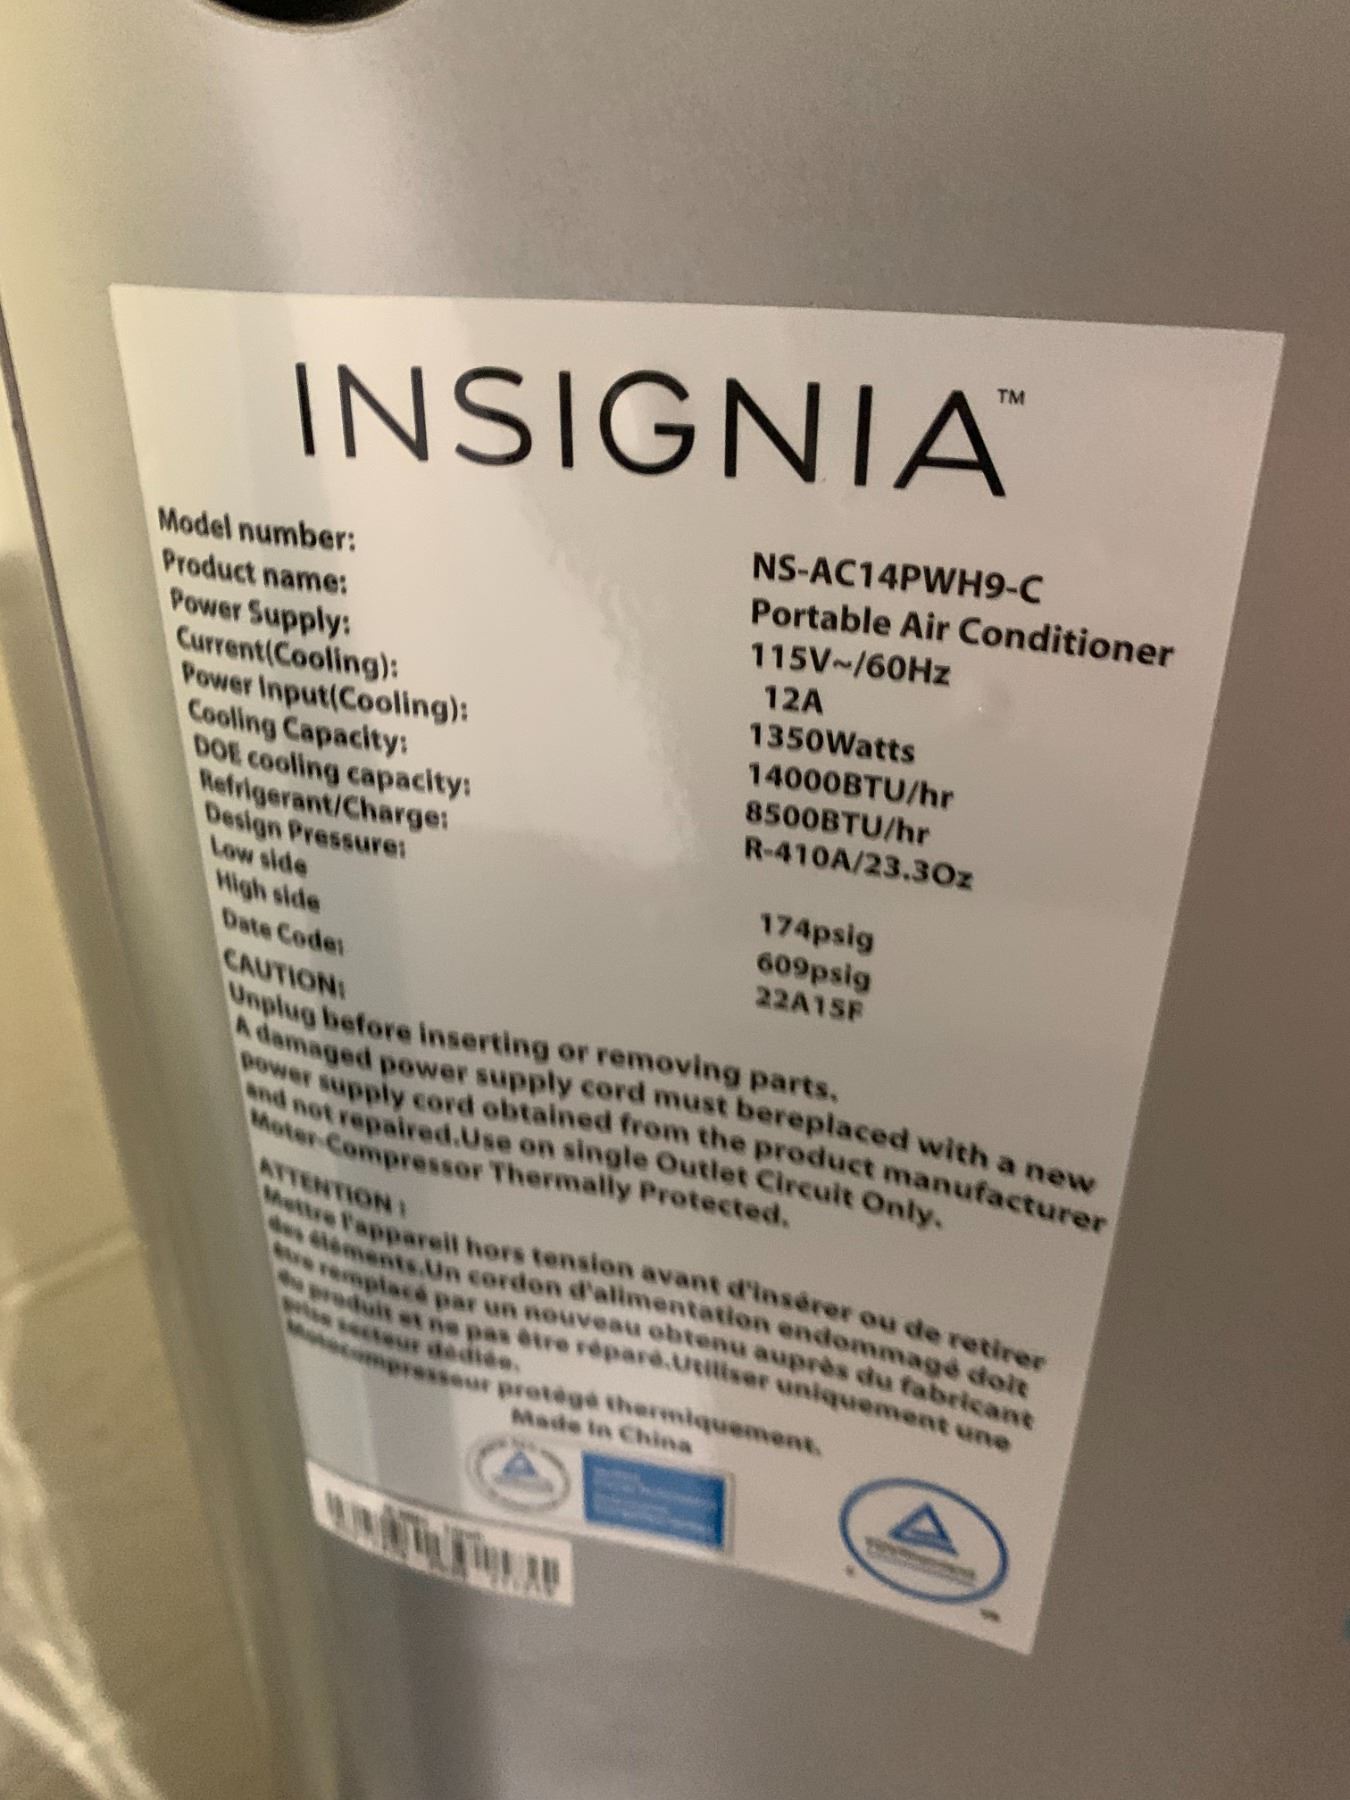 INSIGNIA™
Model number: NS-AC14PWH9-C
Product name: Portable Air Conditioner
Power Supply: 115V~/60Hz
Current(Cooling): 12A
Power Input(Cooling): 1350Watts
Cooling Capacity: 14000BTU/hr
DOE cooling capacity: 8500BTU/hr
Refrigerant/Charge: R-410A/23.3Oz
Design Pressure:
Low side 174psig
High side 609psig
Date Code: 22A15F
CAUTION:
Unplug before inserting or removing parts.
A damaged power supply cord must bereplaced with a new
power supply cord obtained from the product manufacturer
and not repaired.Use on single Outlet Circuit Only.
Moter-Compressor Thermally Protected.
ATTENTION :
Mettre l'appareil hors tension avant d'insérer ou de retirer
des éléments.Un cordon d'alimentation endommagé doit
être remplacé par un nouveau obtenu auprès du fabricant
du produit et ne pas être réparé.Utiliser uniquement une
prise secteur dédiée.
Motocompresseur protégé thermiquement.
Made in China